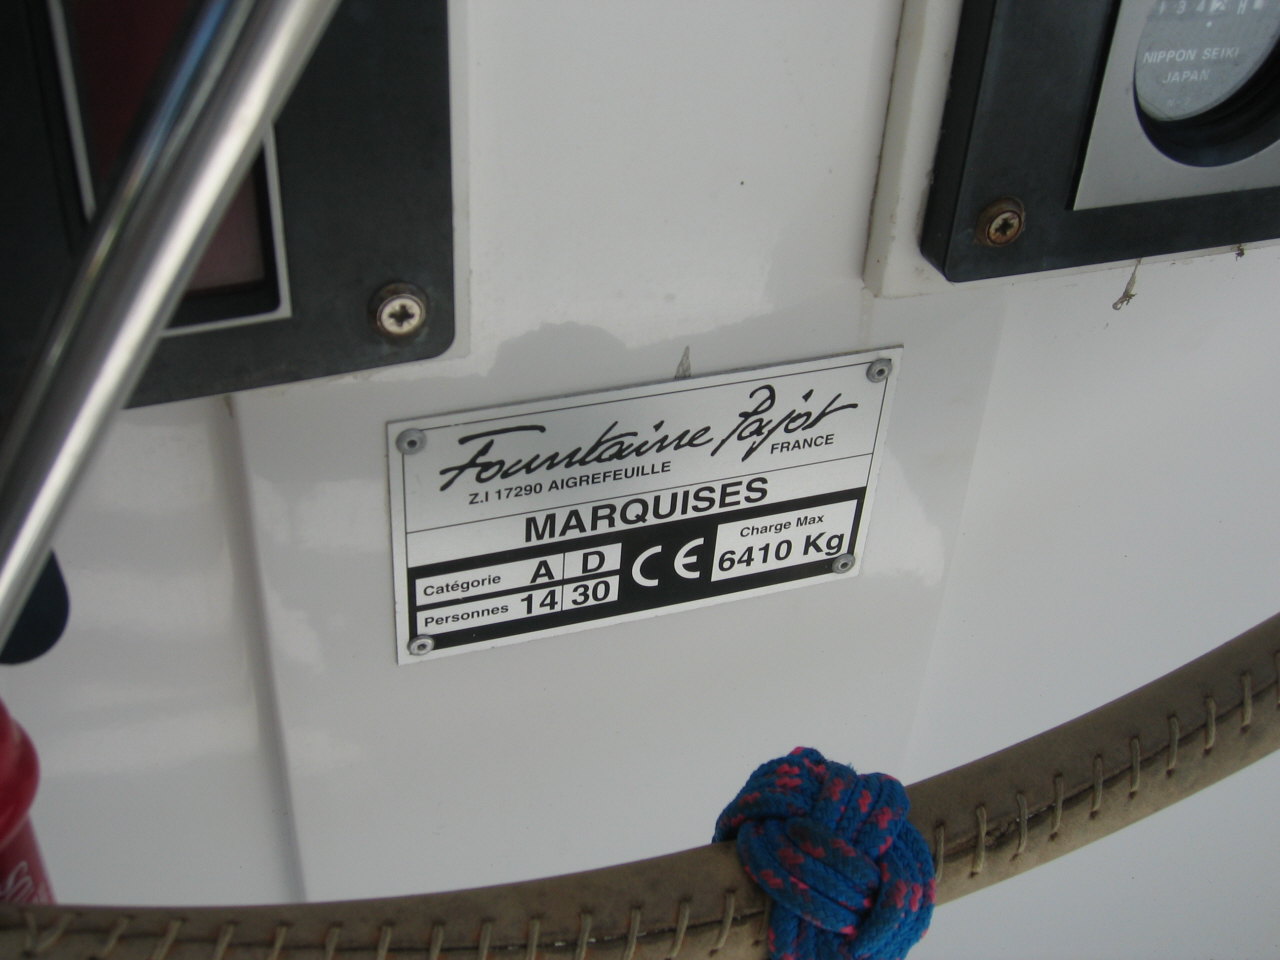 NIPPON SEIKI
JAPAN
Fountaine Pajot
Z.I 17290 AIGREFEUILLE FRANCE
MARQUISES
Catégorie A D
Personnes 14 30
CE
Charge Max
6410 Kg